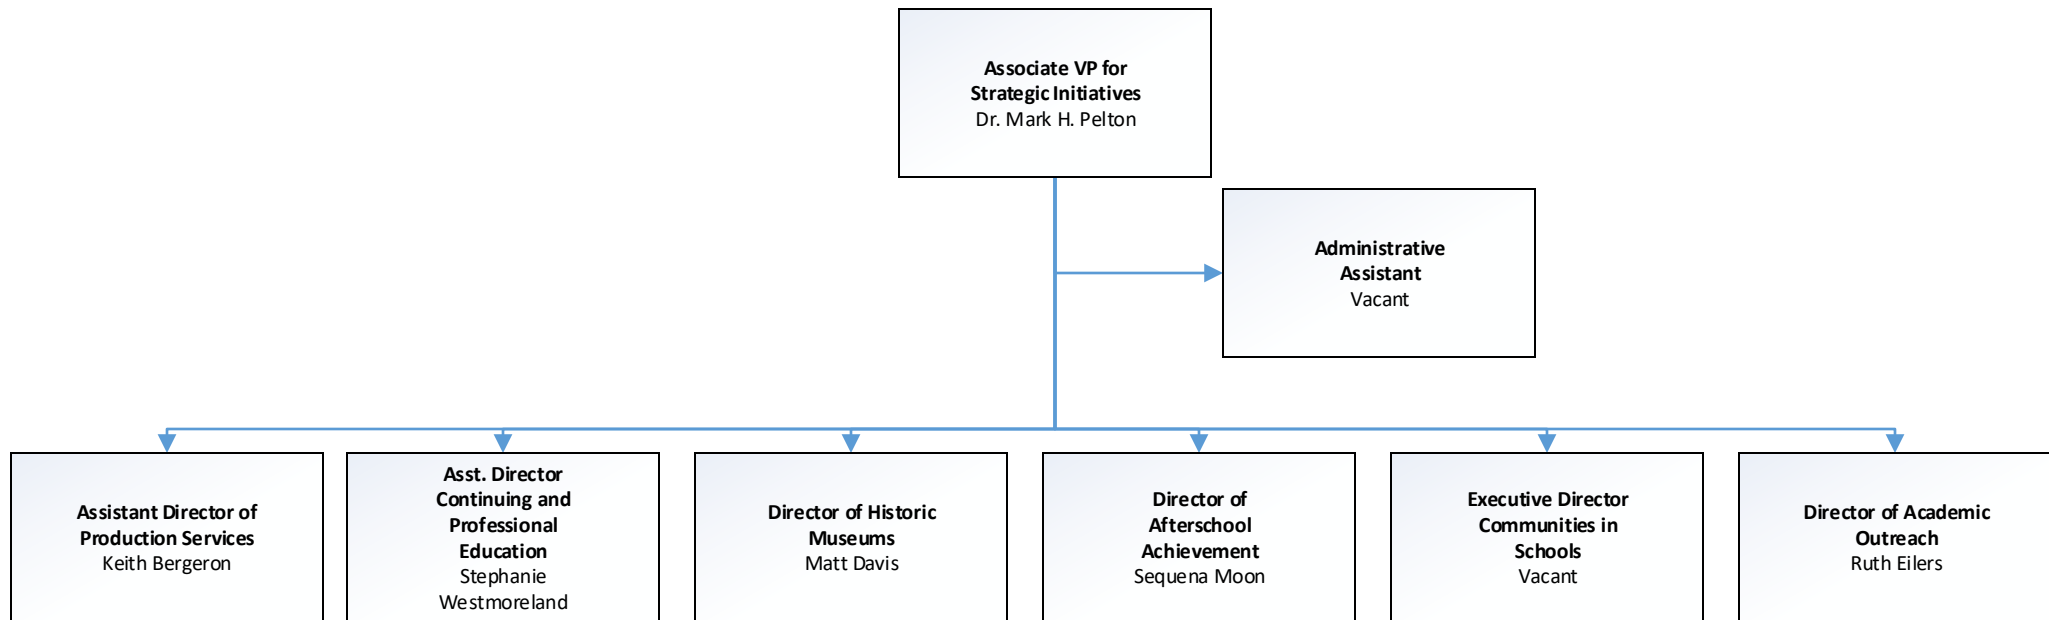 Associate VP for
Strategic Initiatives
Dr. Mark H. Pelton
Administrative
Assistant
Vacant
Assistant Director of
Production Services
Keith Bergeron
Asst. Director
Continuing and
Professional
Education
Stephanie
Westmoreland
Director of Historic
Museums
Matt Davis
Director of
Afterschool
Achievement
Sequena Moon
Executive Director
Communities in
Schools
Vacant
Director of Academic
Outreach
Ruth Eilers